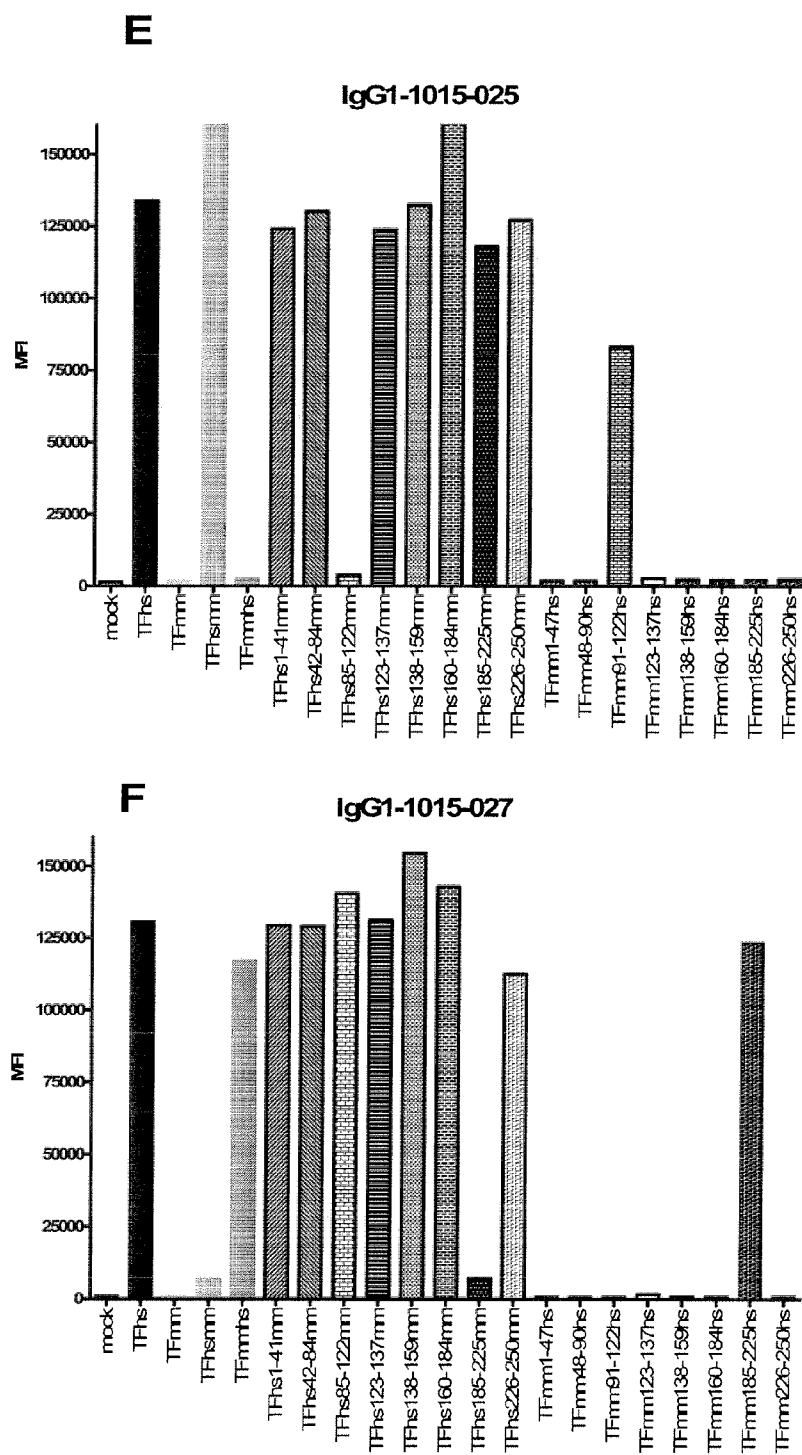 E
IgG1-1015-025
150000
125000
100000
75000
50000
25000
0
MFI
mock
TFhs
TFmm
TFhsmm
TFmmhs
TFhs1-41mm
TFhs42-84mm
TFhs85-122mm
TFhs123-137mm
TFhs138-159mm
TFhs160-184mm
TFhs185-225mm
TFhs226-250mm
TFmm1-47hs
TFmm48-90hs
TFmm91-122hs
TFmm123-137hs
TFmm138-159hs
TFmm160-184hs
TFmm185-225hs
TFmm226-250hs
F
IgG1-1015-027
150000
125000
100000
75000
50000
25000
0
MFI
mock
TFhs
TFmm
TFhsmm
TFmmhs
TFhs1-41mm
TFhs42-84mm
TFhs85-122mm
TFhs123-137mm
TFhs138-159mm
TFhs160-184mm
TFhs185-225mm
TFhs226-250mm
TFmm1-47hs
TFmm48-90hs
TFmm91-122hs
TFmm123-137hs
TFmm138-159hs
TFmm160-184hs
TFmm185-225hs
TFmm226-250hs